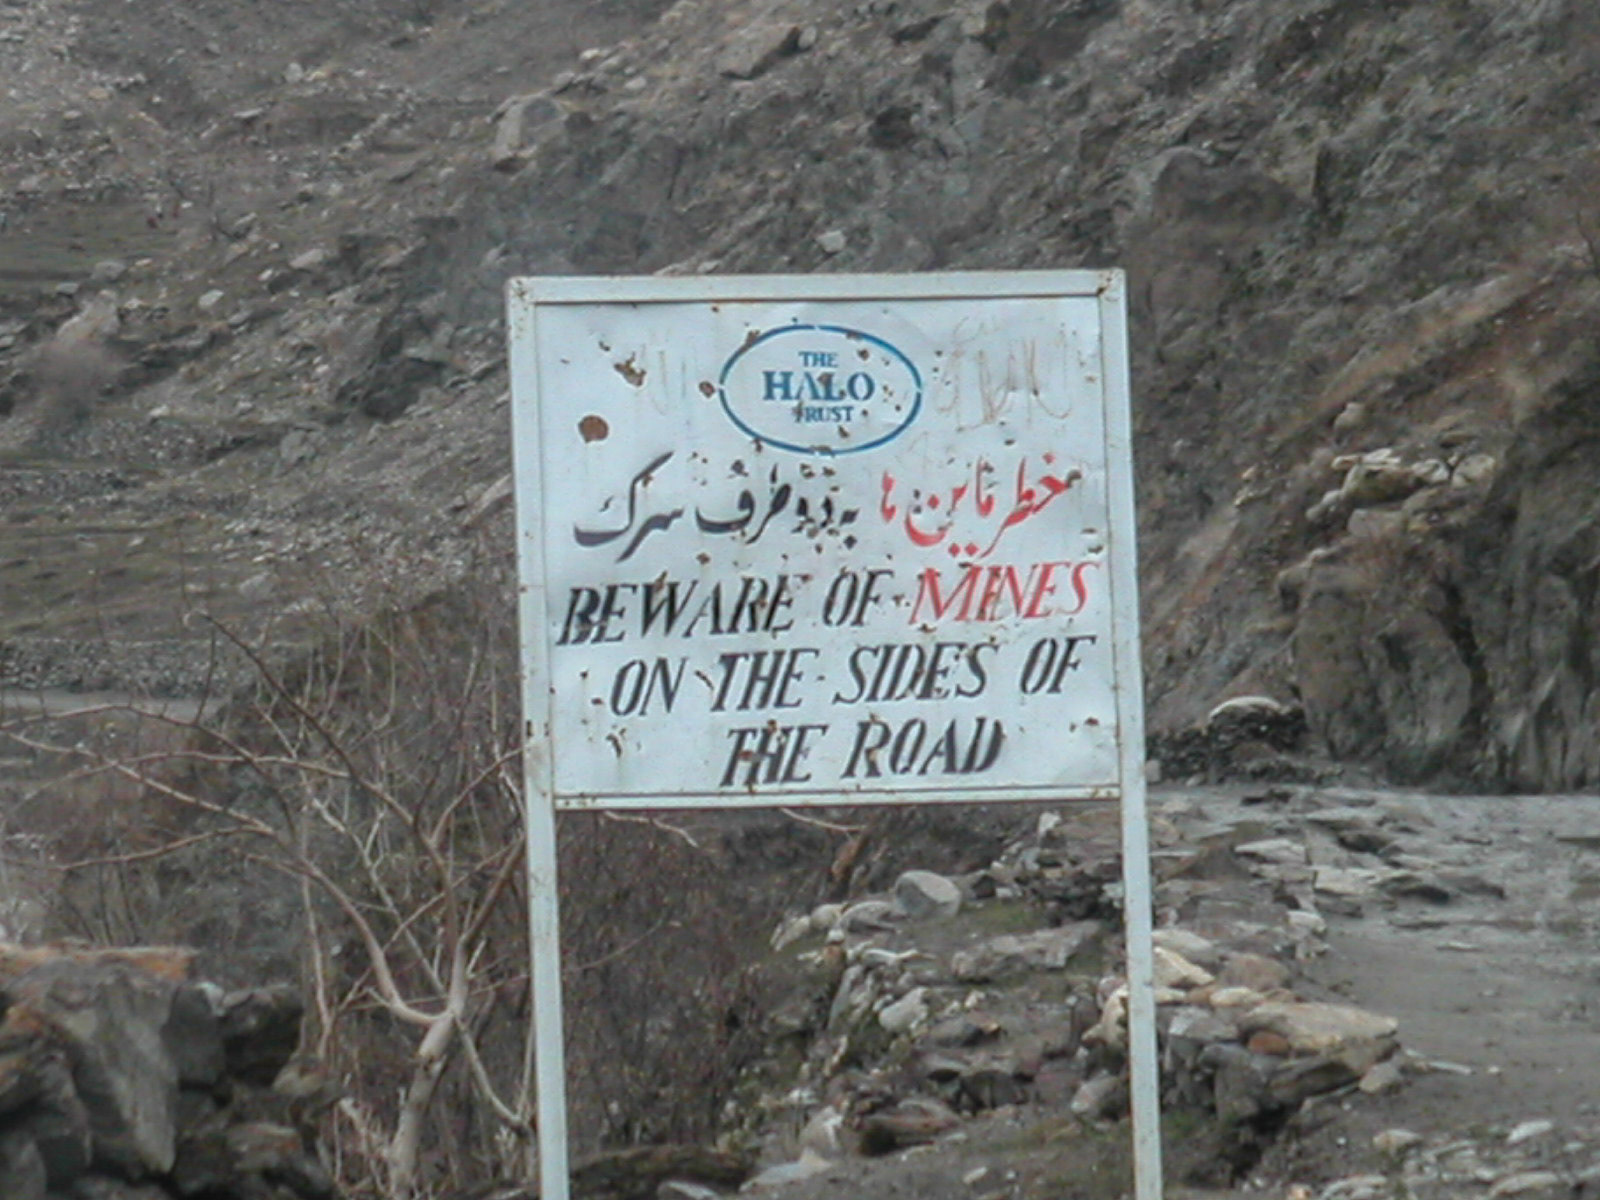 THE
HALO
TRUST
خطر ماین ها به دو طرف سرک
BEWARE OF MINES
ON THE SIDES OF
THE ROAD